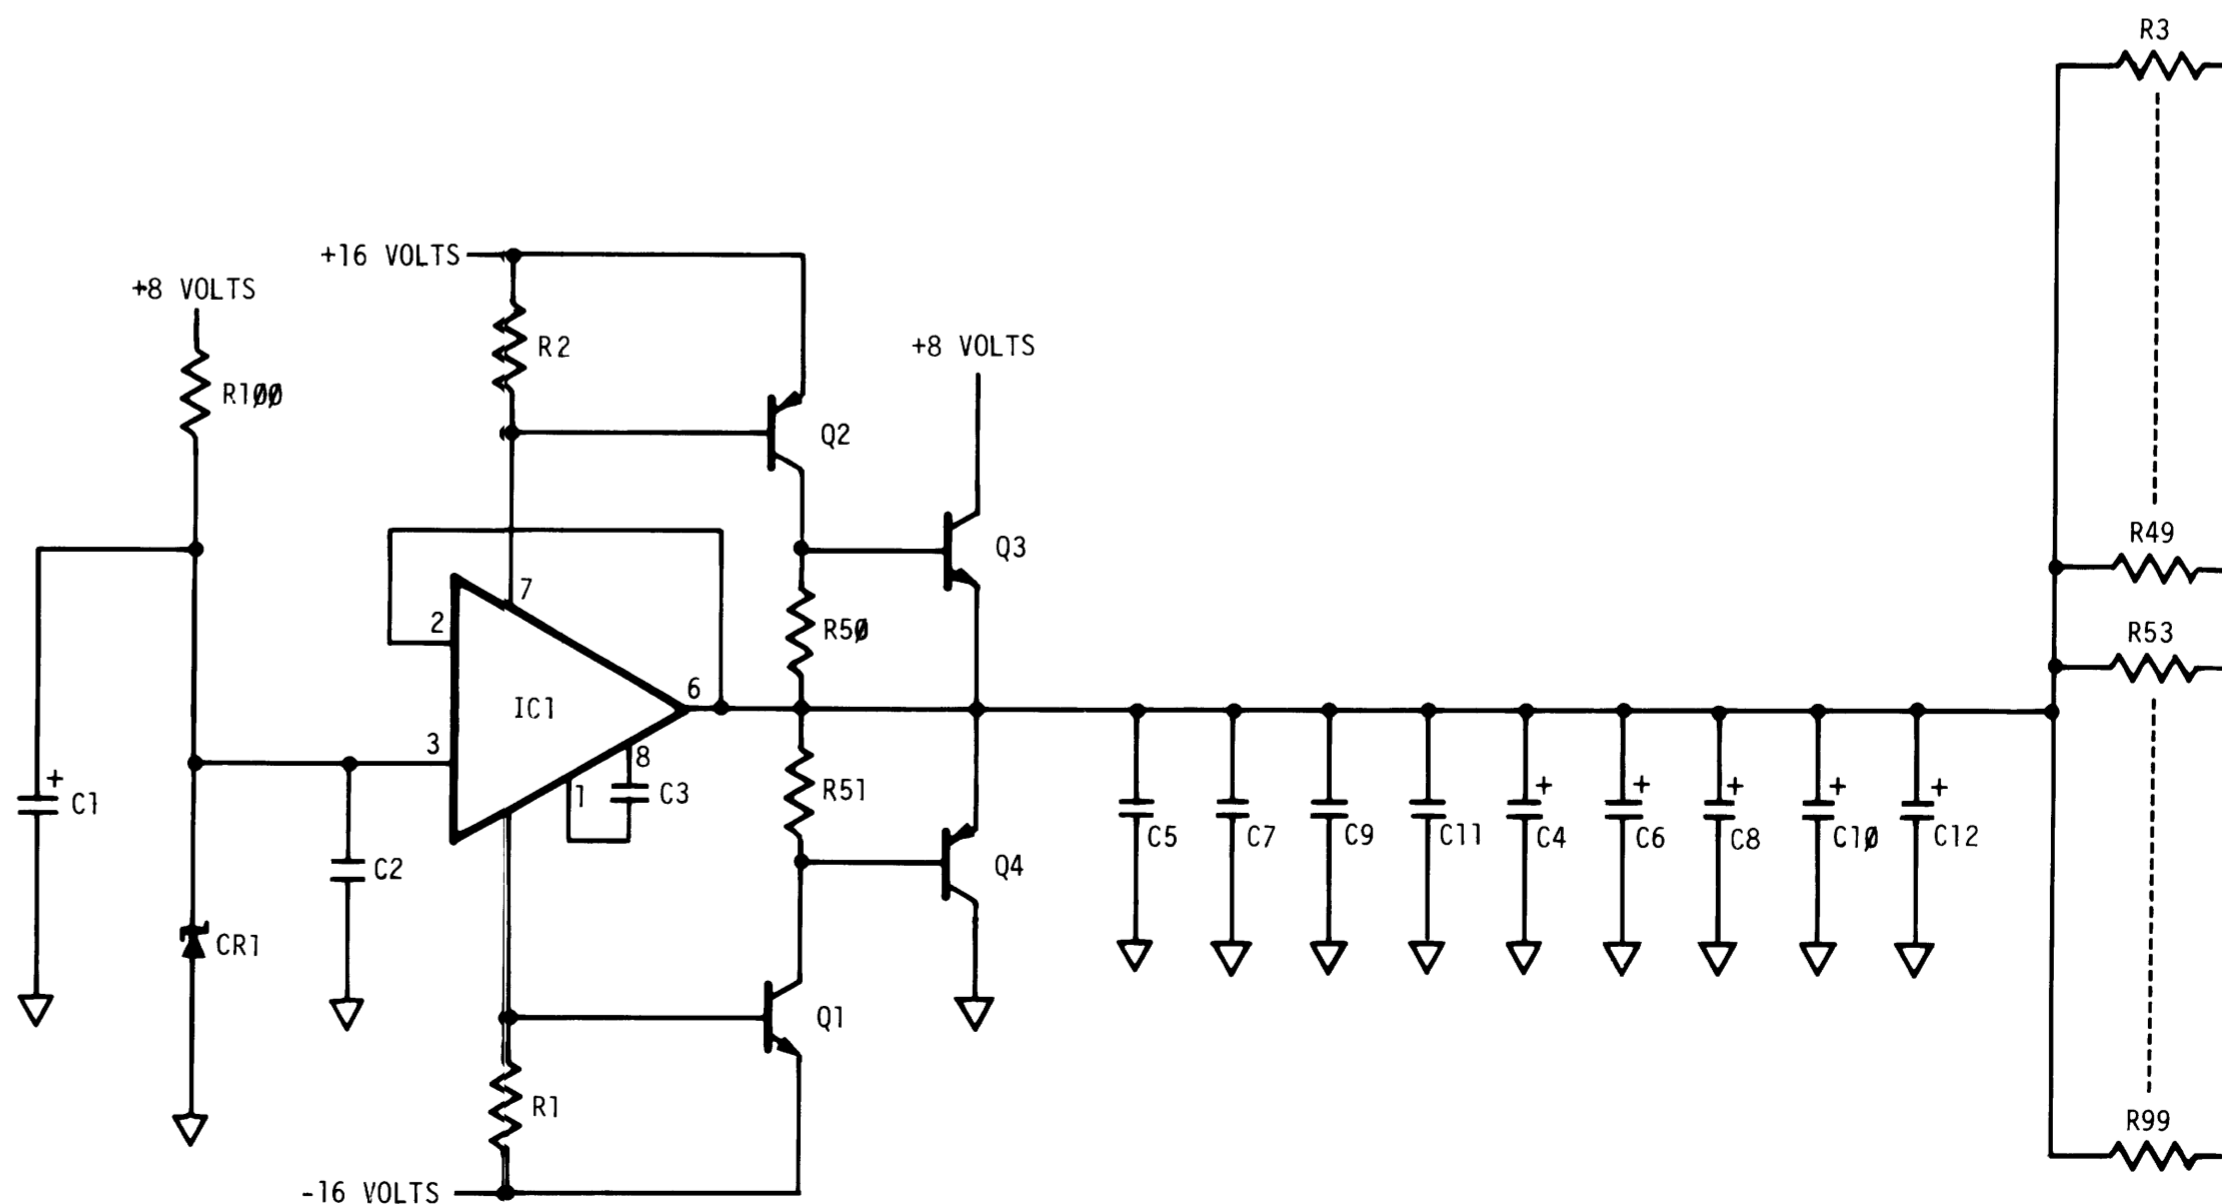 R3
+16 VOLTS
+8 VOLTS
R2
+8 VOLTS
R1ØØ
Q2
R49
Q3
7
2
R5Ø
R53
6
IC1
3
8
+
C1
1
C3
R51
+
+
+
+
+
C5
C7
C9
C11
C4
C6
C8
C1Ø
C12
C2
Q4
CR1
Q1
R1
R99
-16 VOLTS